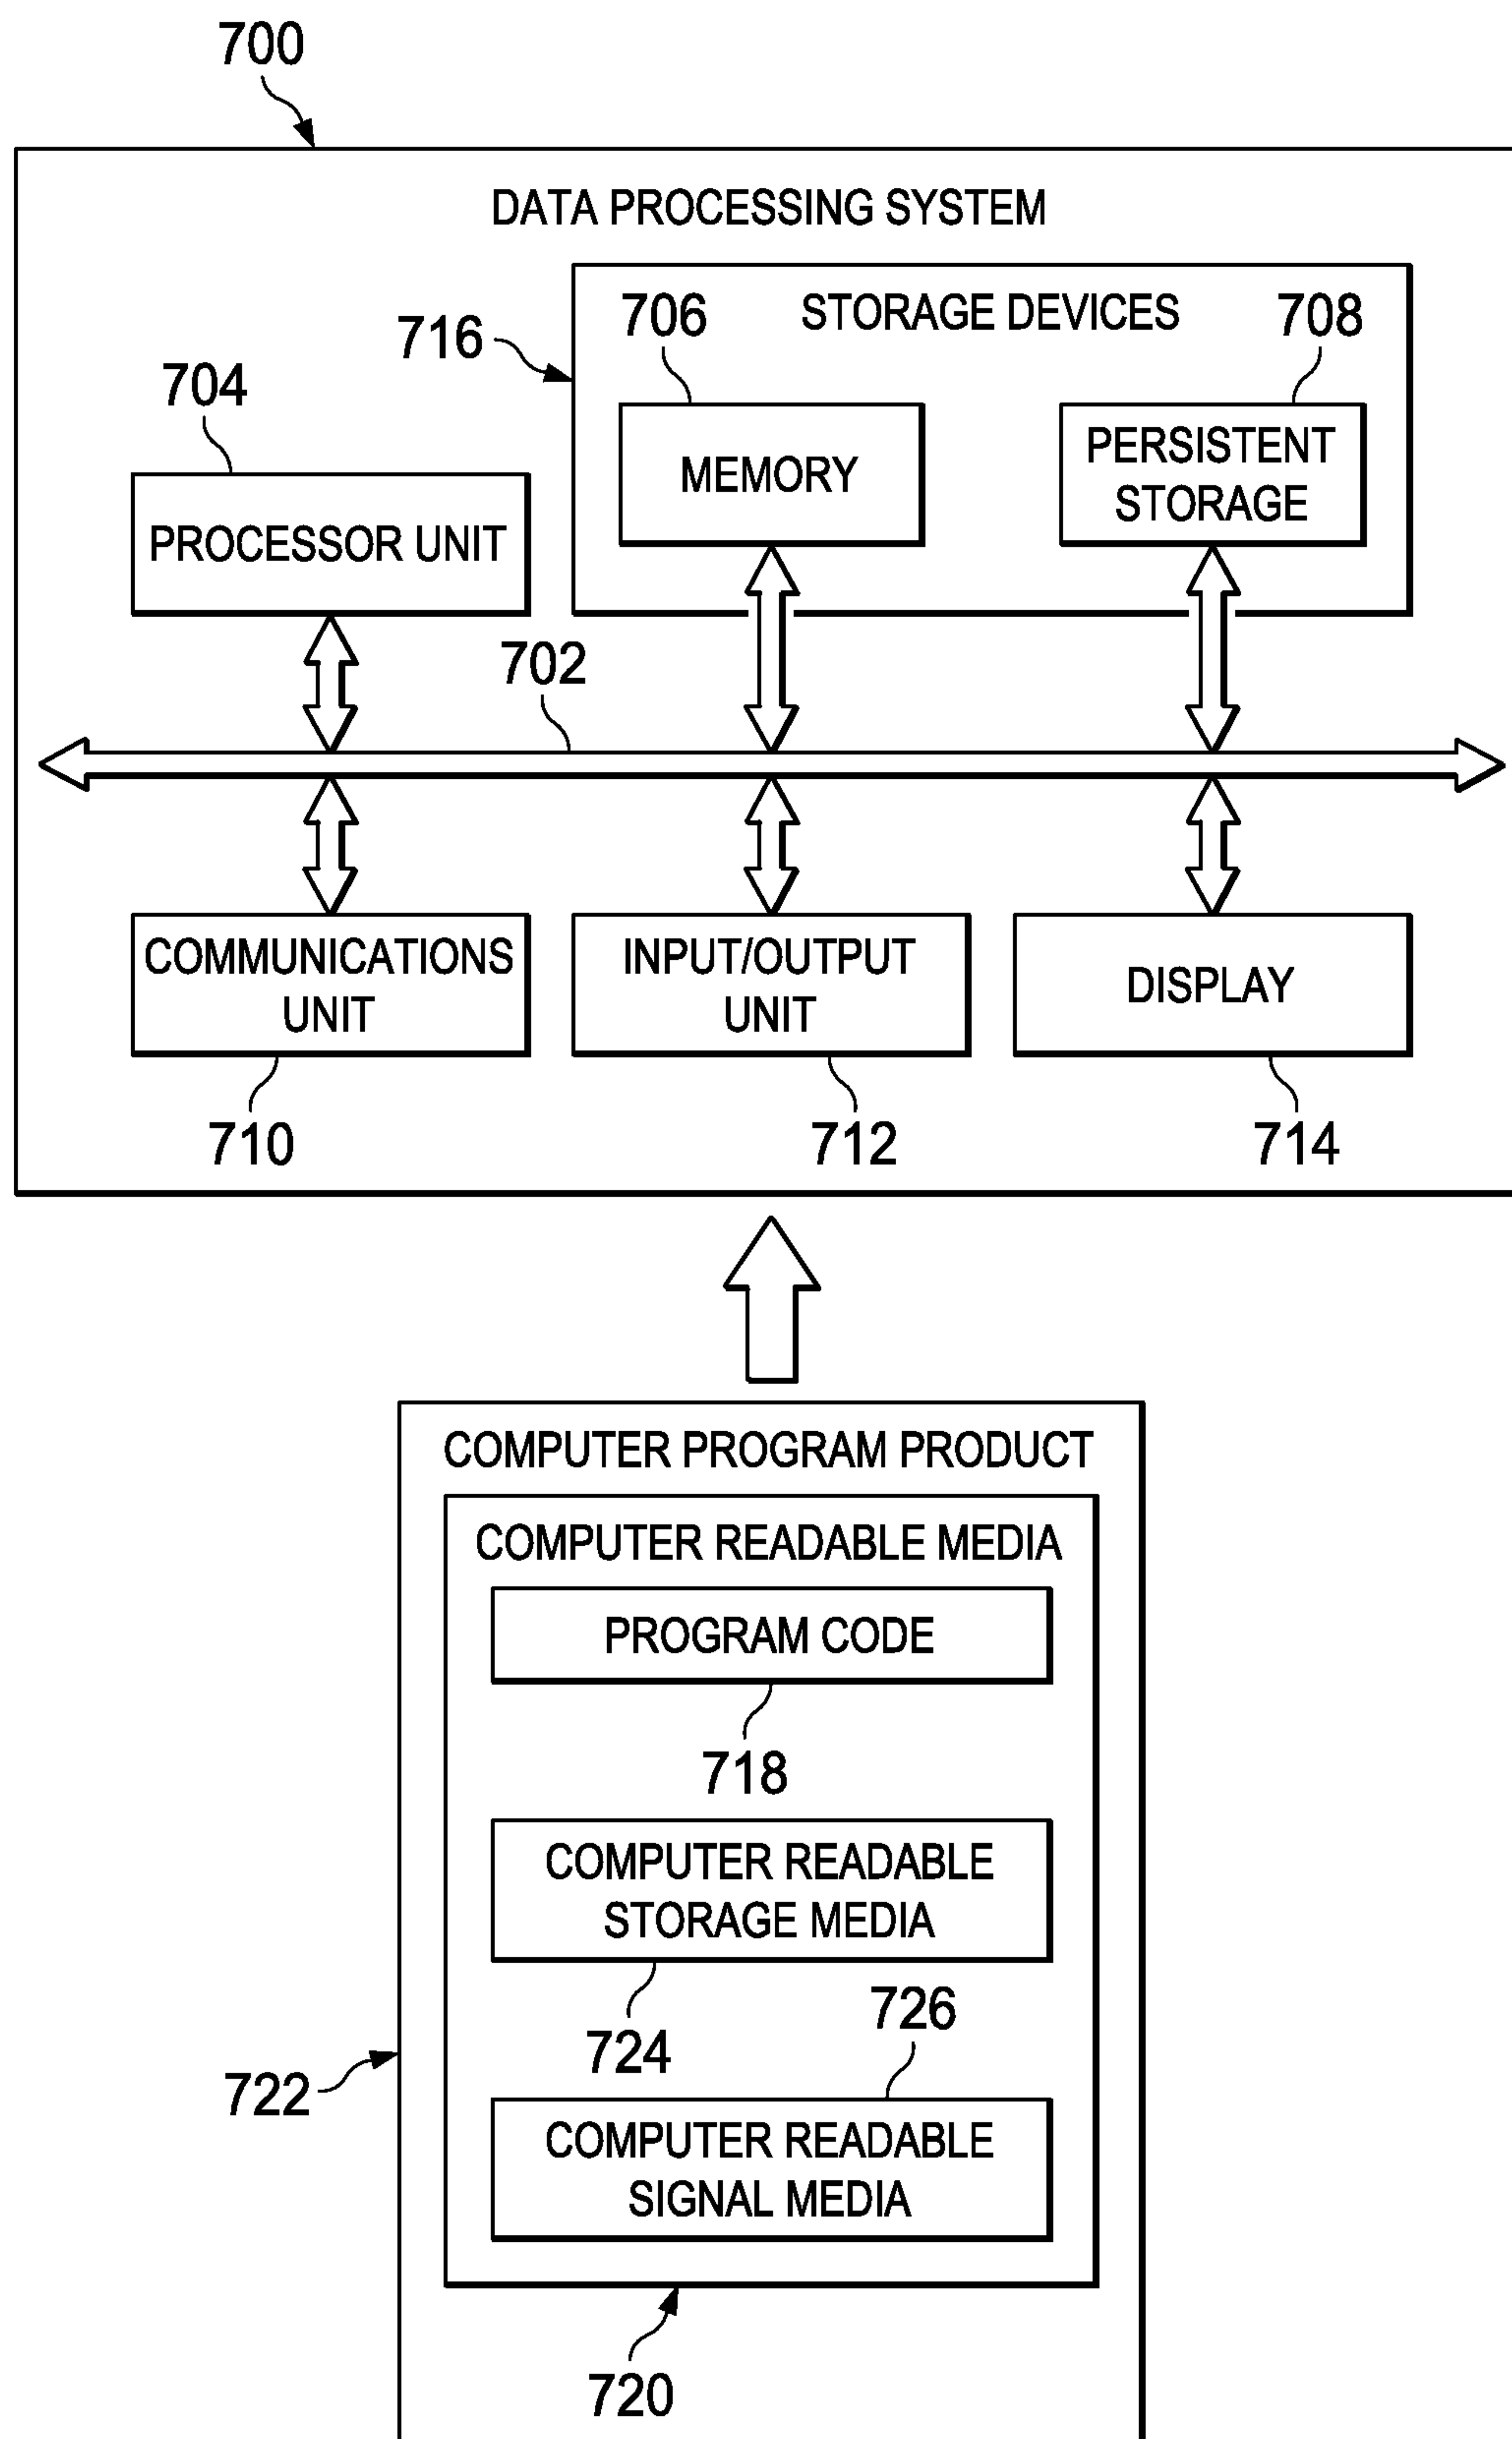 700
DATA PROCESSING SYSTEM
716
706
STORAGE DEVICES
708
704
MEMORY
PERSISTENT
STORAGE
PROCESSOR UNIT
702
COMMUNICATIONS
UNIT
INPUT/OUTPUT
UNIT
DISPLAY
710
712
714
COMPUTER PROGRAM PRODUCT
COMPUTER READABLE MEDIA
PROGRAM CODE
718
COMPUTER READABLE
STORAGE MEDIA
724
726
722
COMPUTER READABLE
SIGNAL MEDIA
720